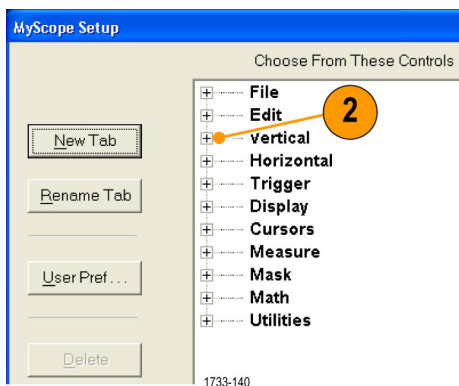 MyScope Setup
Choose From These Controls
File
Edit
2
Vertical
Horizontal
Trigger
Display
Cursors
Measure
Mask
Math
Utilities
New Tab
Rename Tab
User Pref . . .
Delete
1733-140